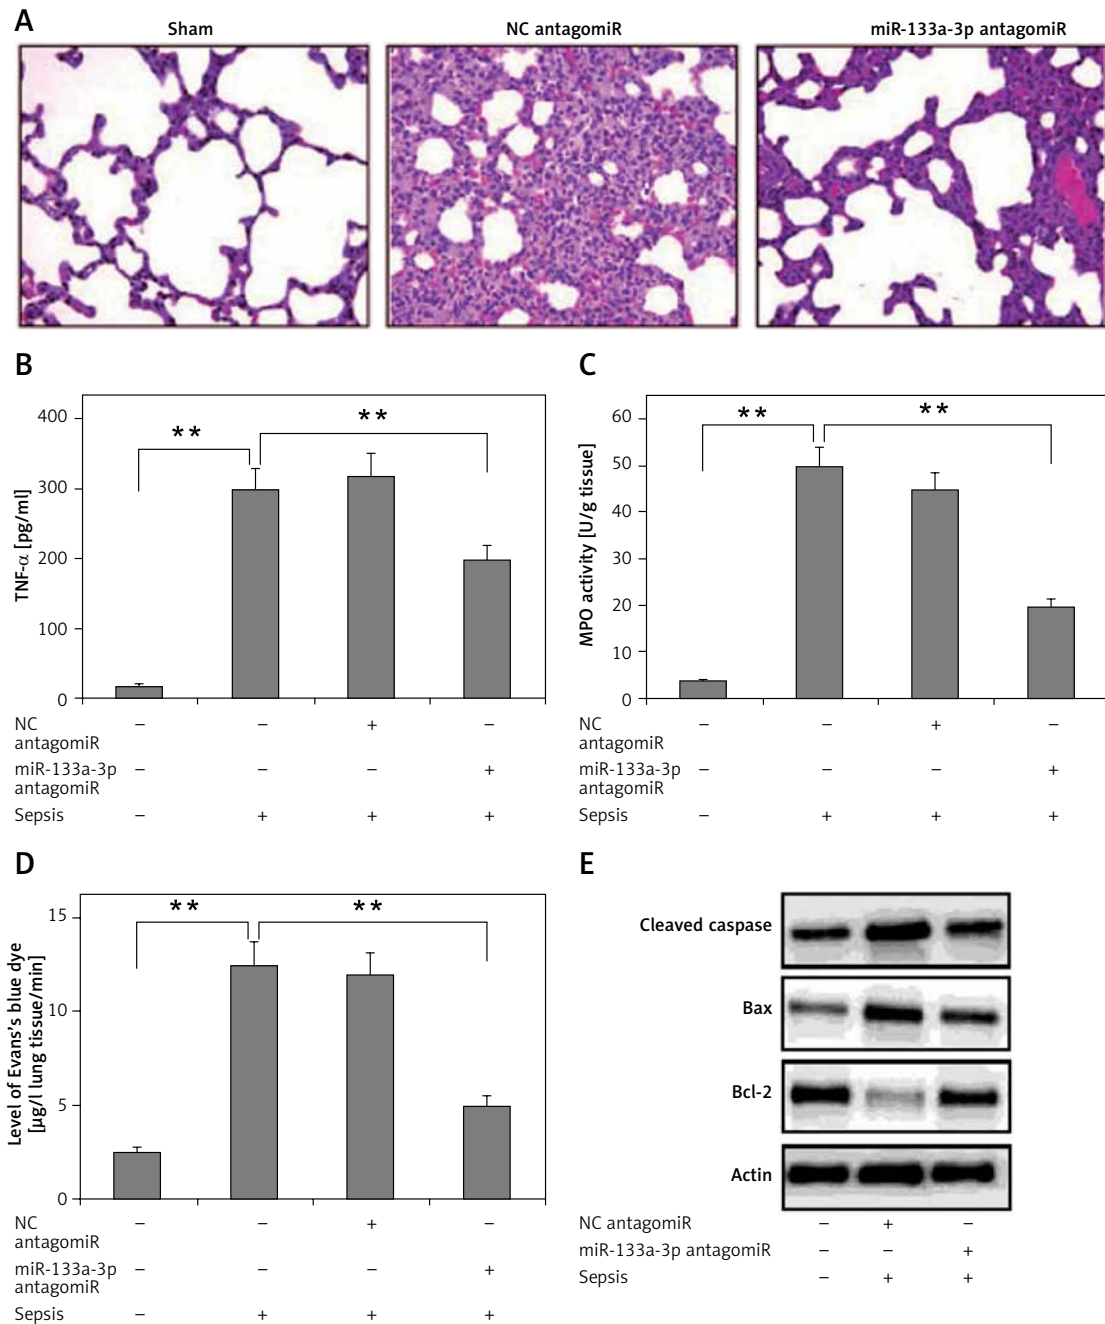 A
Sham
NC antagomiR
miR-133a-3p antagomiR
B
TNF-α [pg/ml]
400
300
200
100
0
**
**
NC antagomiR – – + –
miR-133a-3p antagomiR – – – +
Sepsis – + + +
C
MPO activity [U/g tissue]
60
50
40
30
20
10
0
**
**
NC antagomiR – – + –
miR-133a-3p antagomiR – – – +
Sepsis – + + +
D
Level of Evans's blue dye
[µg/l lung tissue/min]
15
10
5
0
**
**
NC antagomiR – – + –
miR-133a-3p antagomiR – – – +
Sepsis – + + +
E
Cleaved caspase
Bax
Bcl-2
Actin
NC antagomiR – + –
miR-133a-3p antagomiR – – +
Sepsis – + +